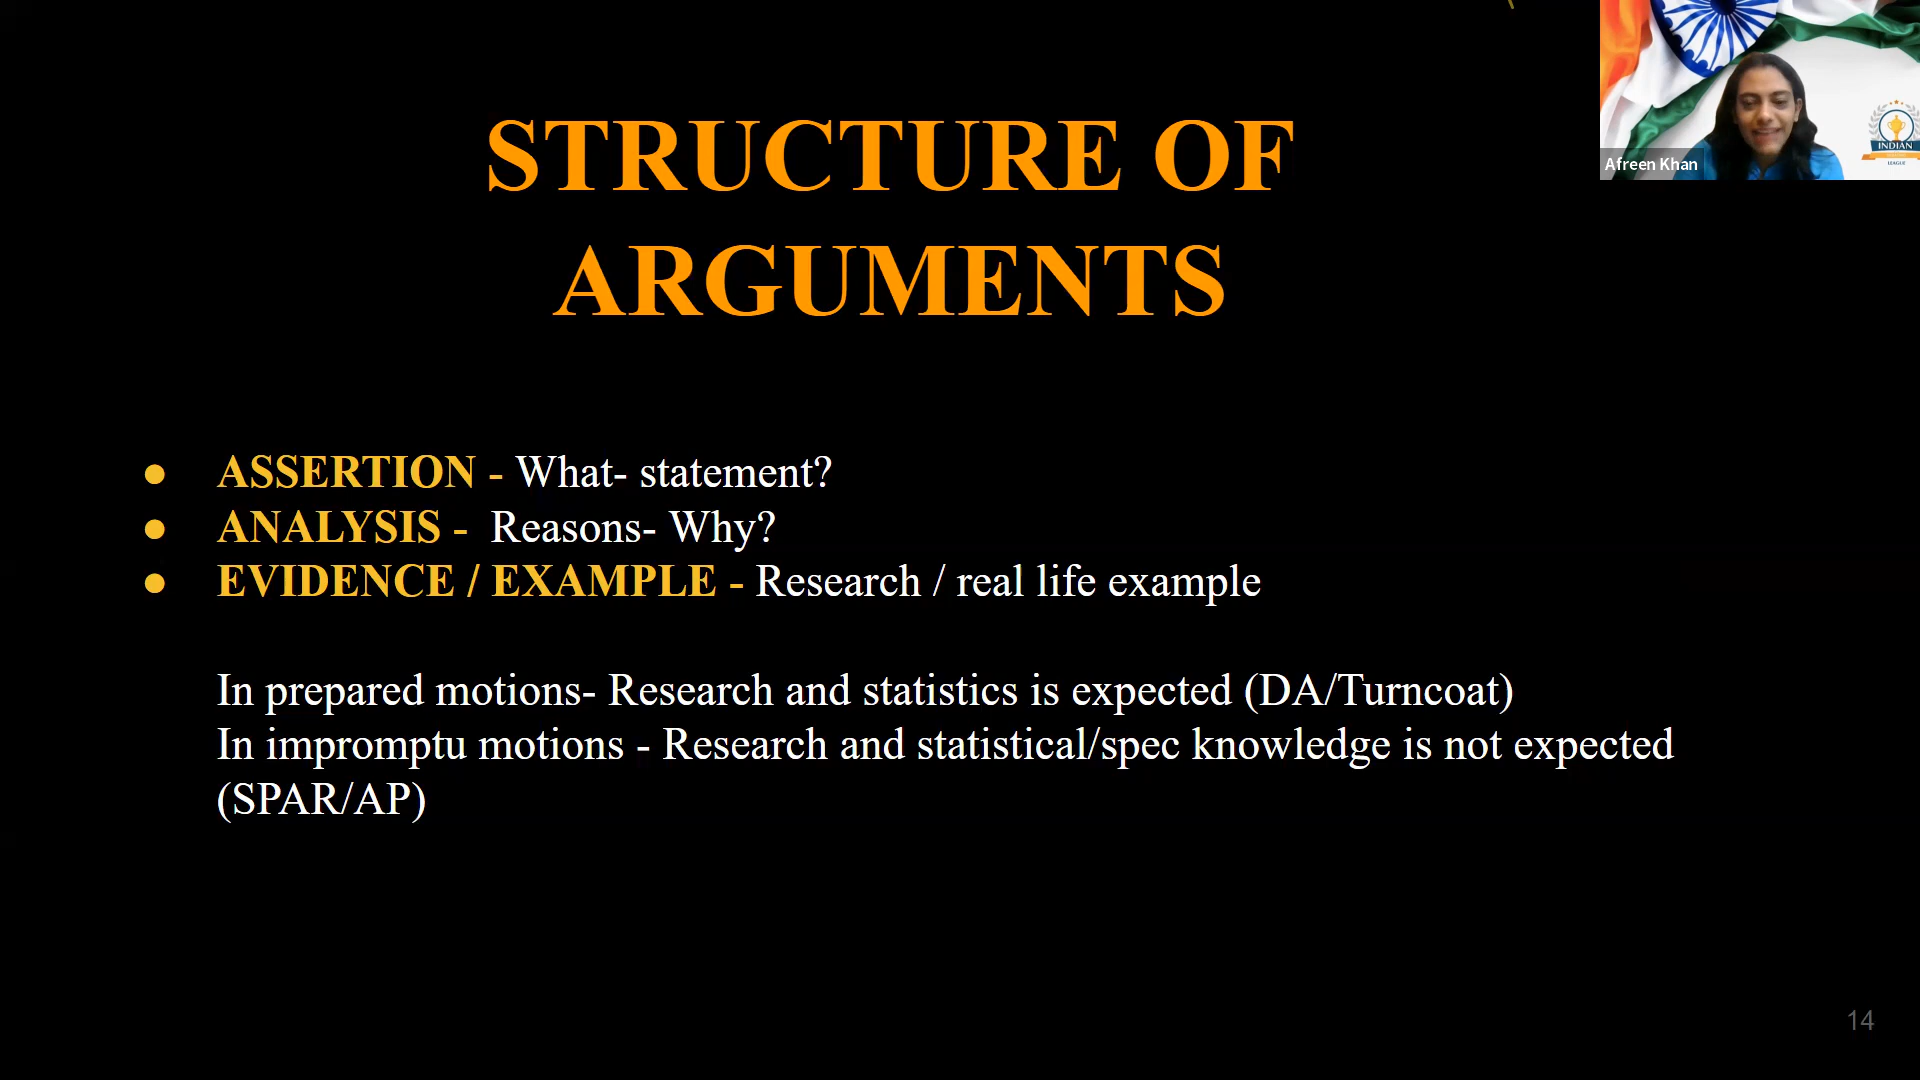 STRUCTURE OF
ARGUMENTS
● ASSERTION - What- statement?
● ANALYSIS - Reasons- Why?
● EVIDENCE / EXAMPLE - Research / real life example
In prepared motions- Research and statistics is expected (DA/Turncoat)
In impromptu motions - Research and statistical/spec knowledge is not expected
(SPAR/AP)
14
Afreen Khan
INDIAN
LEAGUE